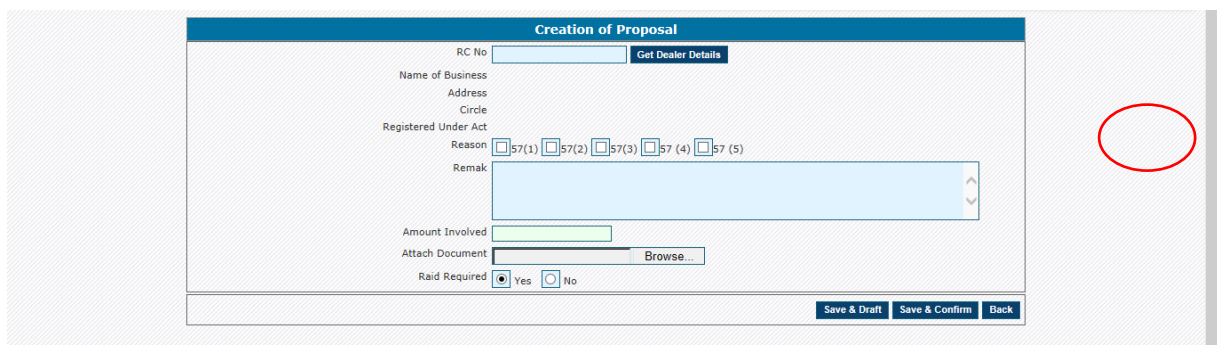 Creation of Proposal
RC No Get Dealer Details
Name of Business
Address
Circle
Registered Under Act
Reason 57(1) 57(2) 57(3) 57 (4) 57 (5)
Remak
Amount Involved
Attach Document Browse...
Raid Required Yes No
Save & Draft Save & Confirm Back